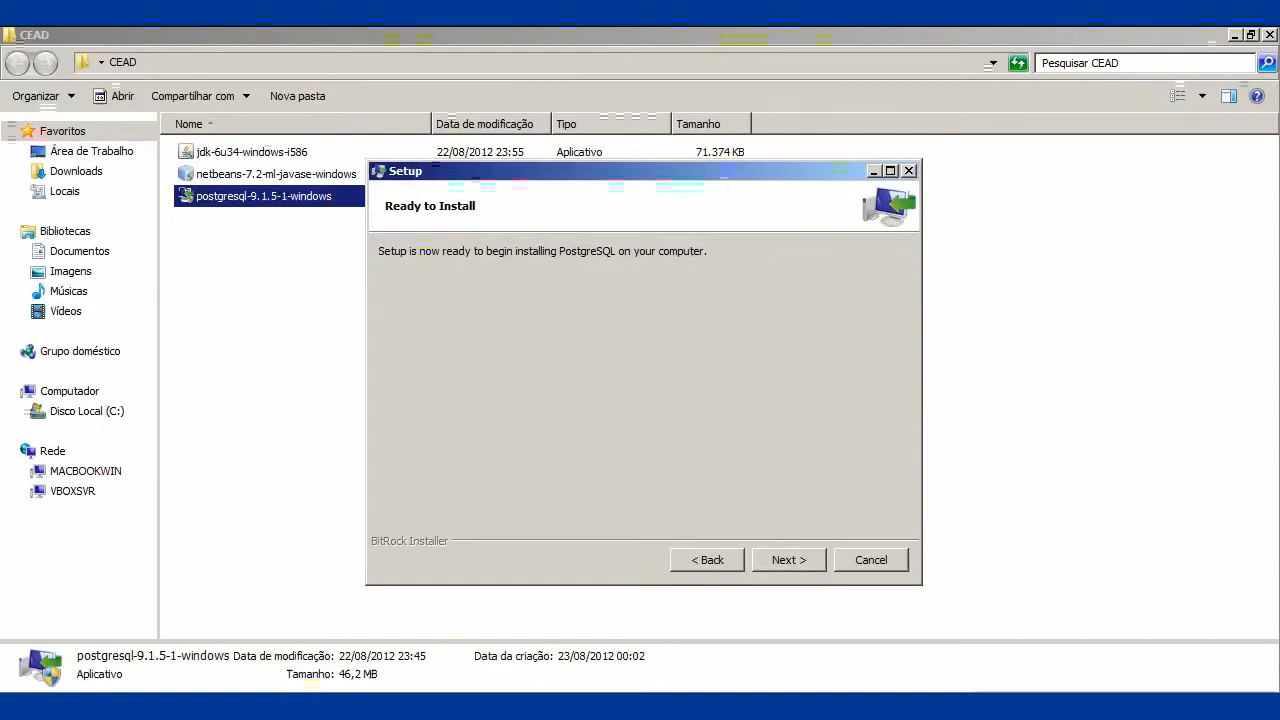 CEAD
CEAD
Pesquisar CEAD
Organizar Abrir Compartilhar com Nova pasta
Nome Data de modificação Tipo Tamanho
Favoritos
Área de Trabalho
Downloads
Locais
Bibliotecas
Documentos
Imagens
Músicas
Vídeos
Grupo doméstico
Computador
Disco Local (C:)
Rede
MACBOOKWIN
VBOXSVR
jdk-6u34-windows-i586 22/08/2012 23:55 Aplicativo 71.374 KB
netbeans-7.2-ml-javase-windows
postgresql-9.1.5-1-windows
Setup
Ready to Install
Setup is now ready to begin installing PostgreSQL on your computer.
BitRock Installer
< Back Next > Cancel
postgresql-9.1.5-1-windows Data de modificação: 22/08/2012 23:45 Data da criação: 23/08/2012 00:02
Aplicativo Tamanho: 46,2 MB